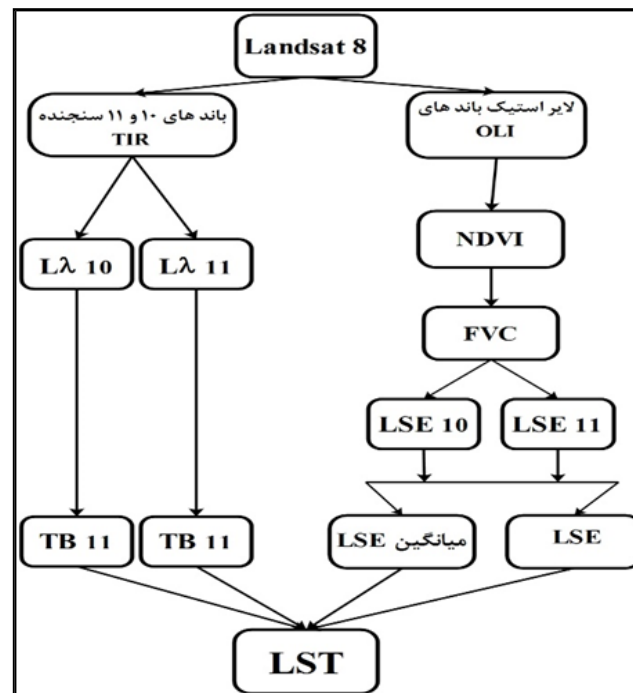 Landsat 8
باند های ۱۰ و ۱۱ سنجنده
TIR
لایر استیک باند های
OLI
NDVI
Lλ 10
Lλ 11
FVC
LSE 10
LSE 11
TB 11
TB 11
میانگین LSE
LSE
LST